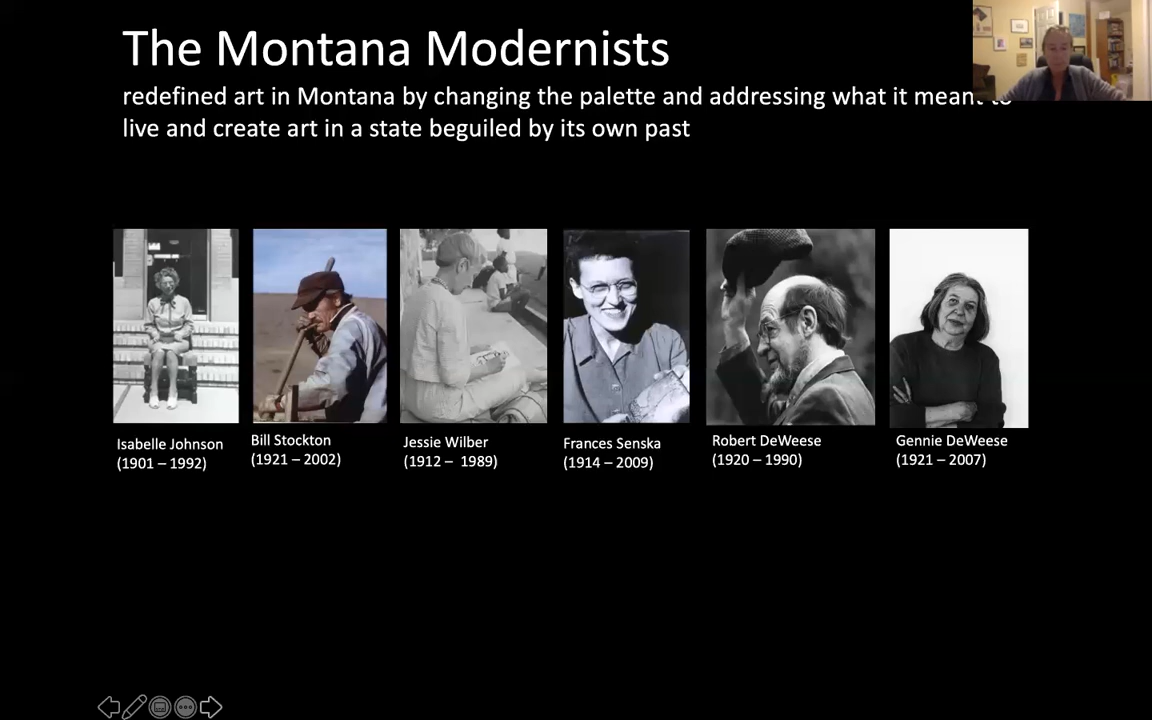 The Montana Modernists
redefined art in Montana by changing the palette and addressing what it meant to
live and create art in a state beguiled by its own past
Isabelle Johnson
(1901 – 1992)
Bill Stockton
(1921 – 2002)
Jessie Wilber
(1912 –  1989)
Frances Senska
(1914 – 2009)
Robert DeWeese
(1920 – 1990)
Gennie DeWeese
(1921 – 2007)